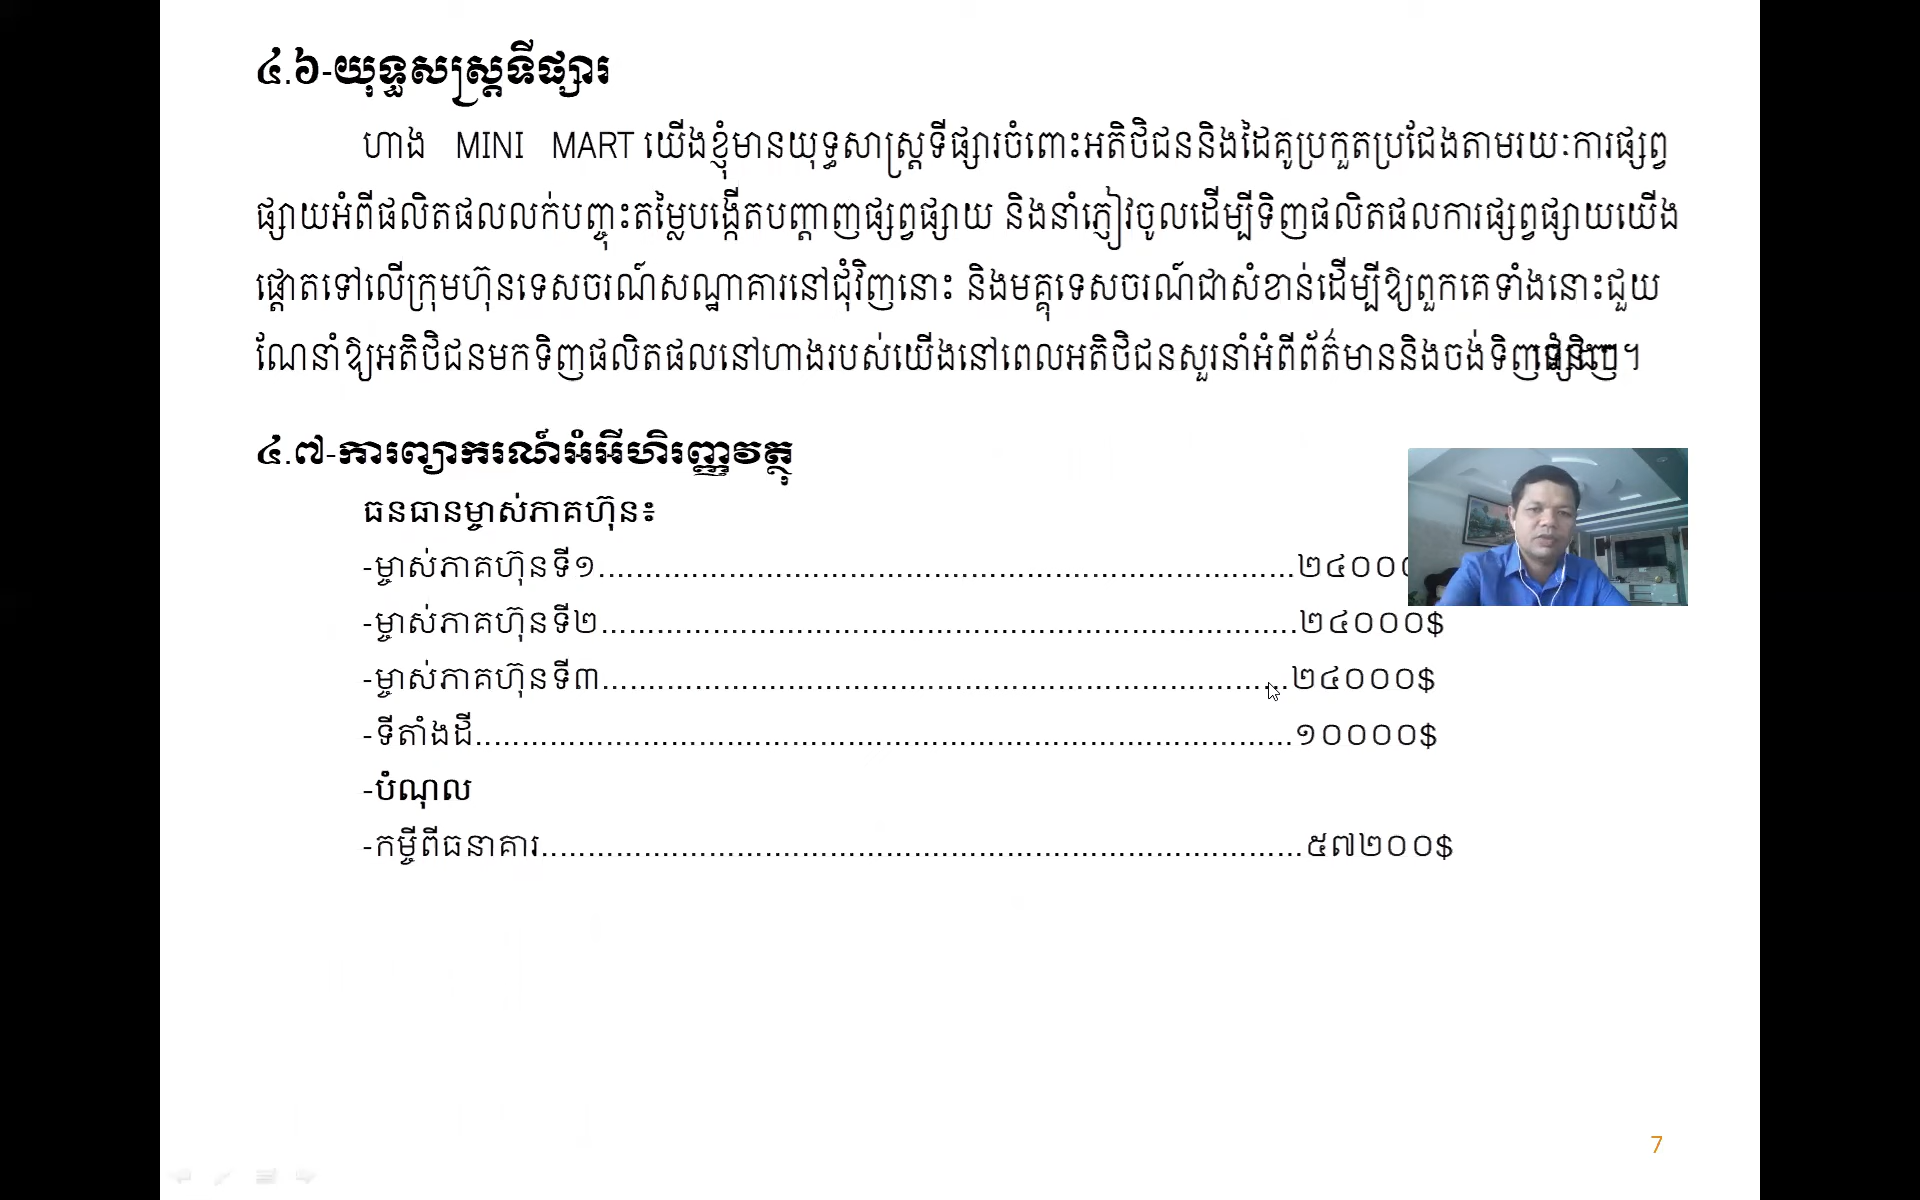 ៤.៦-យុទ្ធសស្ត្រទីផ្សារ
ហាង MINI MART យើងខ្ញុំមានយុទ្ធសាស្ត្រទីផ្សារចំពោះអតិថិជននិងដៃគូប្រកួតប្រជែងតាមរយៈការផ្សព្វ
ផ្សាយអំពីផលិតផលលក់បញ្ចុះតម្លៃបង្កើតបញ្ដាញផ្សព្វផ្សាយ និងនាំភ្ញៀវចូលដើម្បីទិញផលិតផលការផ្សព្វផ្សាយយើង
ផ្ដោតទៅលើក្រុមហ៊ុនទេសចរណ៍សណ្ឋាគារនៅជុំវិញនោះ និងមគ្គុទេសចរណ៍ជាសំខាន់ដើម្បីឱ្យពួកគេទាំងនោះជួយ
ណែនាំឱ្យអតិថិជនមកទិញផលិតផលនៅហាងរបស់យើងនៅពេលអតិថិជនសួរនាំអំពីព័ត៌មាននិងចង់ទិញ
៤.៧-ការព្យាករណ៍អំអីហិរញ្ញវត្ថុ
ធនធានម្ចាស់ភាគហ៊ុន៖
-ម្ចាស់ភាគហ៊ុនទី១..........................................................................២៤០០០
-ម្ចាស់ភាគហ៊ុនទី២..........................................................................២៤០០០$
-ម្ចាស់ភាគហ៊ុនទី៣.........................................................................២៤០០០$
-ទីតាំងដី.......................................................................................១០០០០$
-បំណុល
-កម្ចីពីធនាគារ.................................................................................៥៧២០០$
7